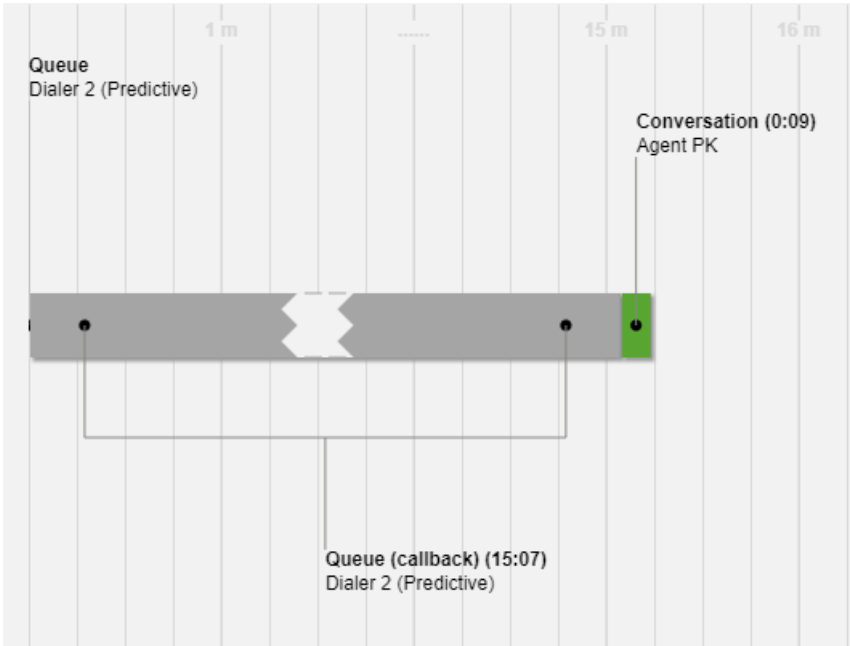 1 m
......
15 m
16 m
Queue
Dialer 2 (Predictive)
Conversation (0:09)
Agent PK
Queue (callback) (15:07)
Dialer 2 (Predictive)